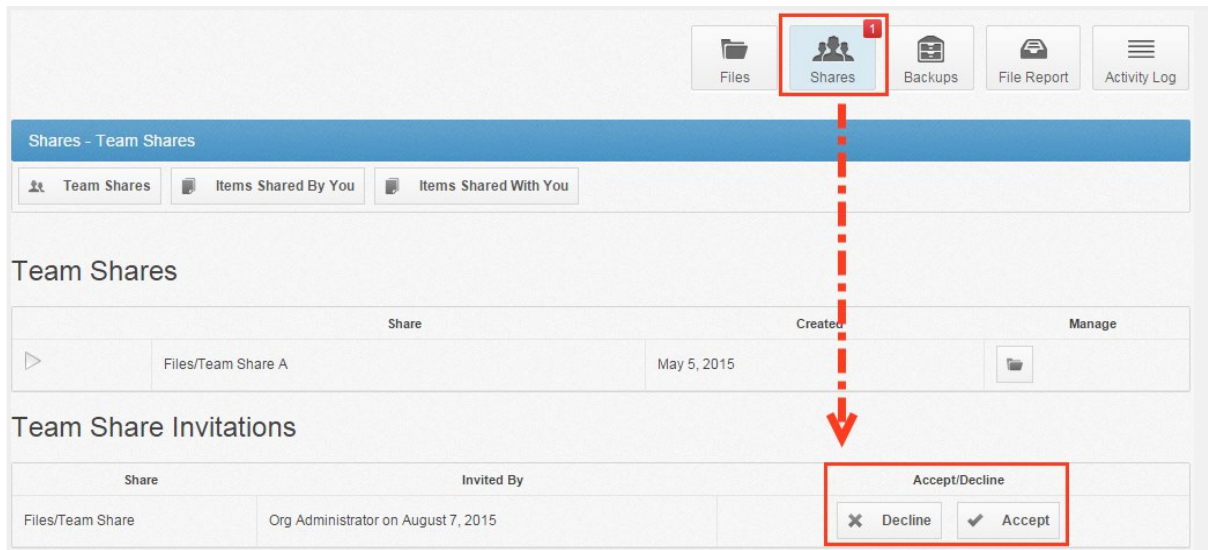 1
Files Shares Backups File Report Activity Log
Shares - Team Shares
Team Shares Items Shared By You Items Shared With You
Team Shares
Share Created Manage
Files/Team Share A May 5, 2015
Team Share Invitations
Share Invited By Accept/Decline
Files/Team Share Org Administrator on August 7, 2015 Decline Accept